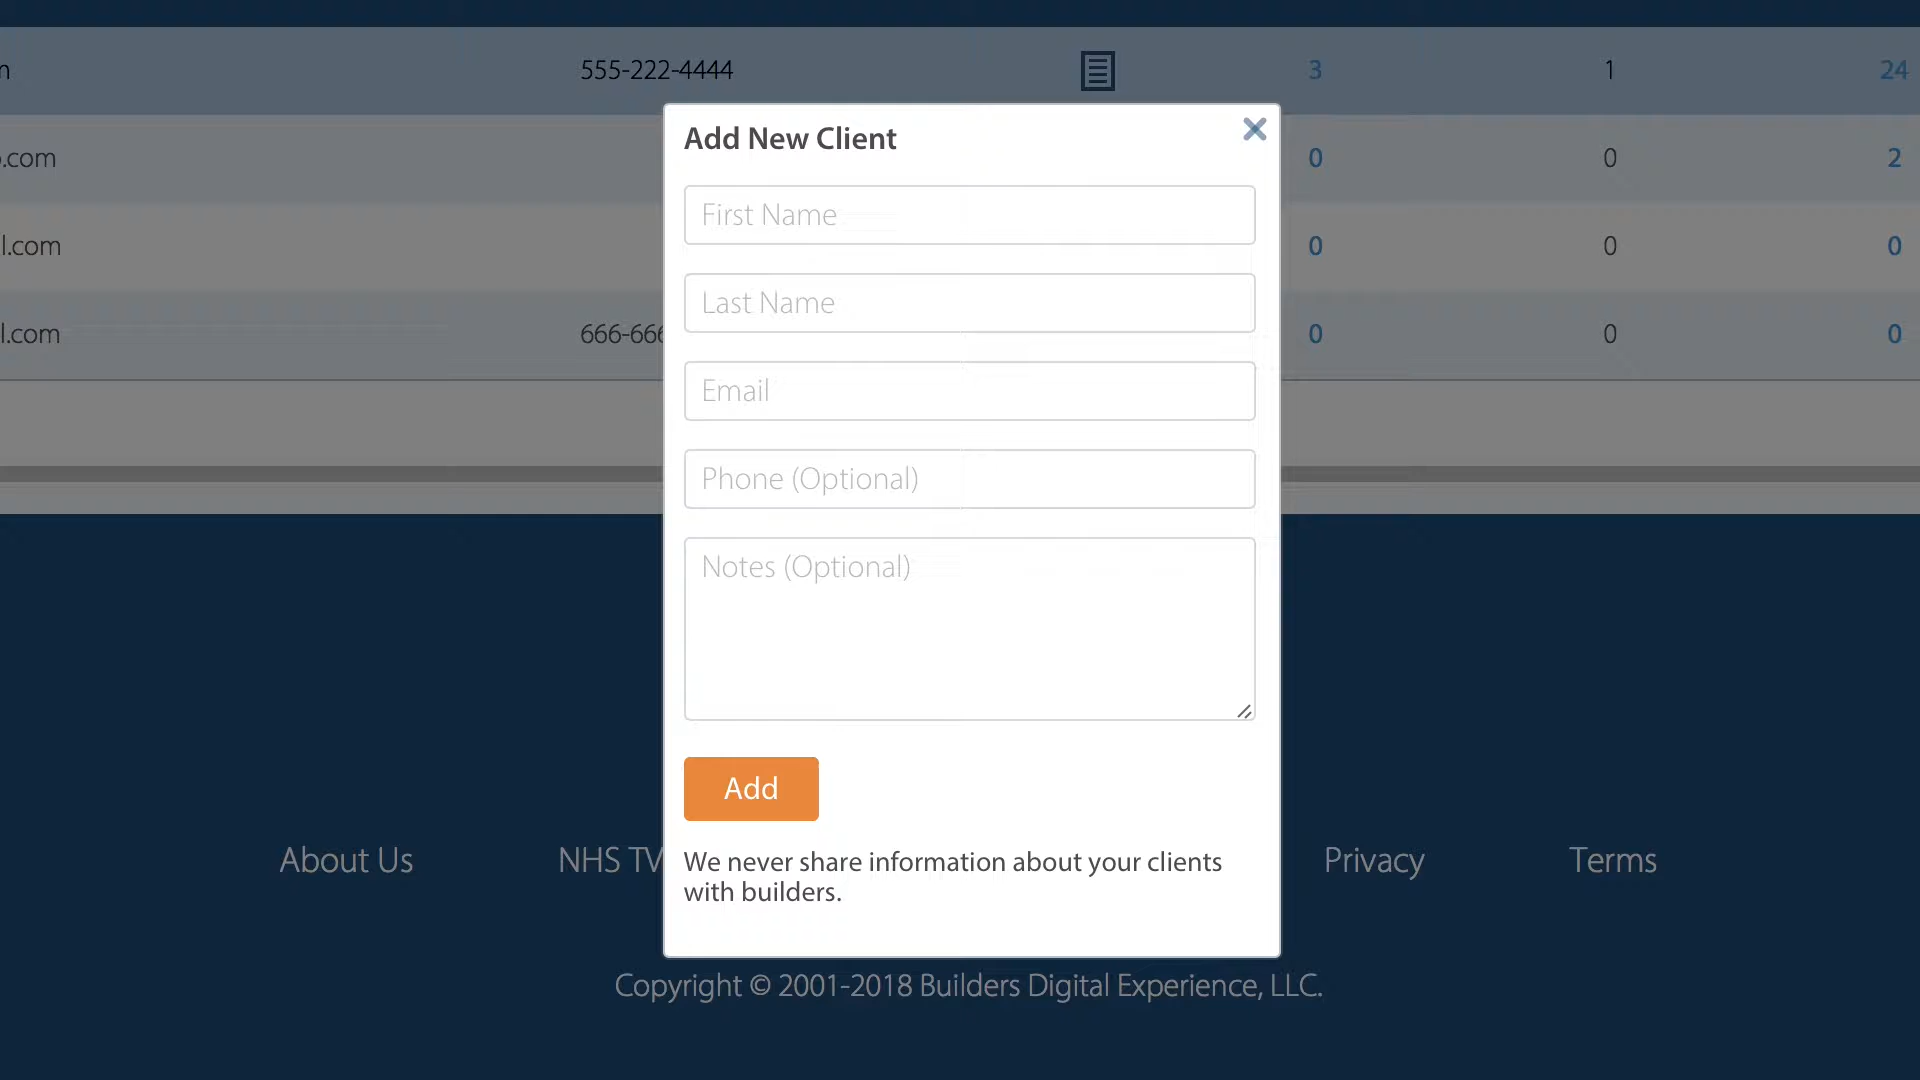 555-222-4444 3 1 24
.com 0 0 2
l.com 0 0 0
l.com 666-666 0 0 0
Add New Client
First Name
Last Name
Email
Phone (Optional)
Notes (Optional)
Add
We never share information about your clients
with builders.
About Us NHS TV Privacy Terms
Copyright © 2001-2018 Builders Digital Experience, LLC.